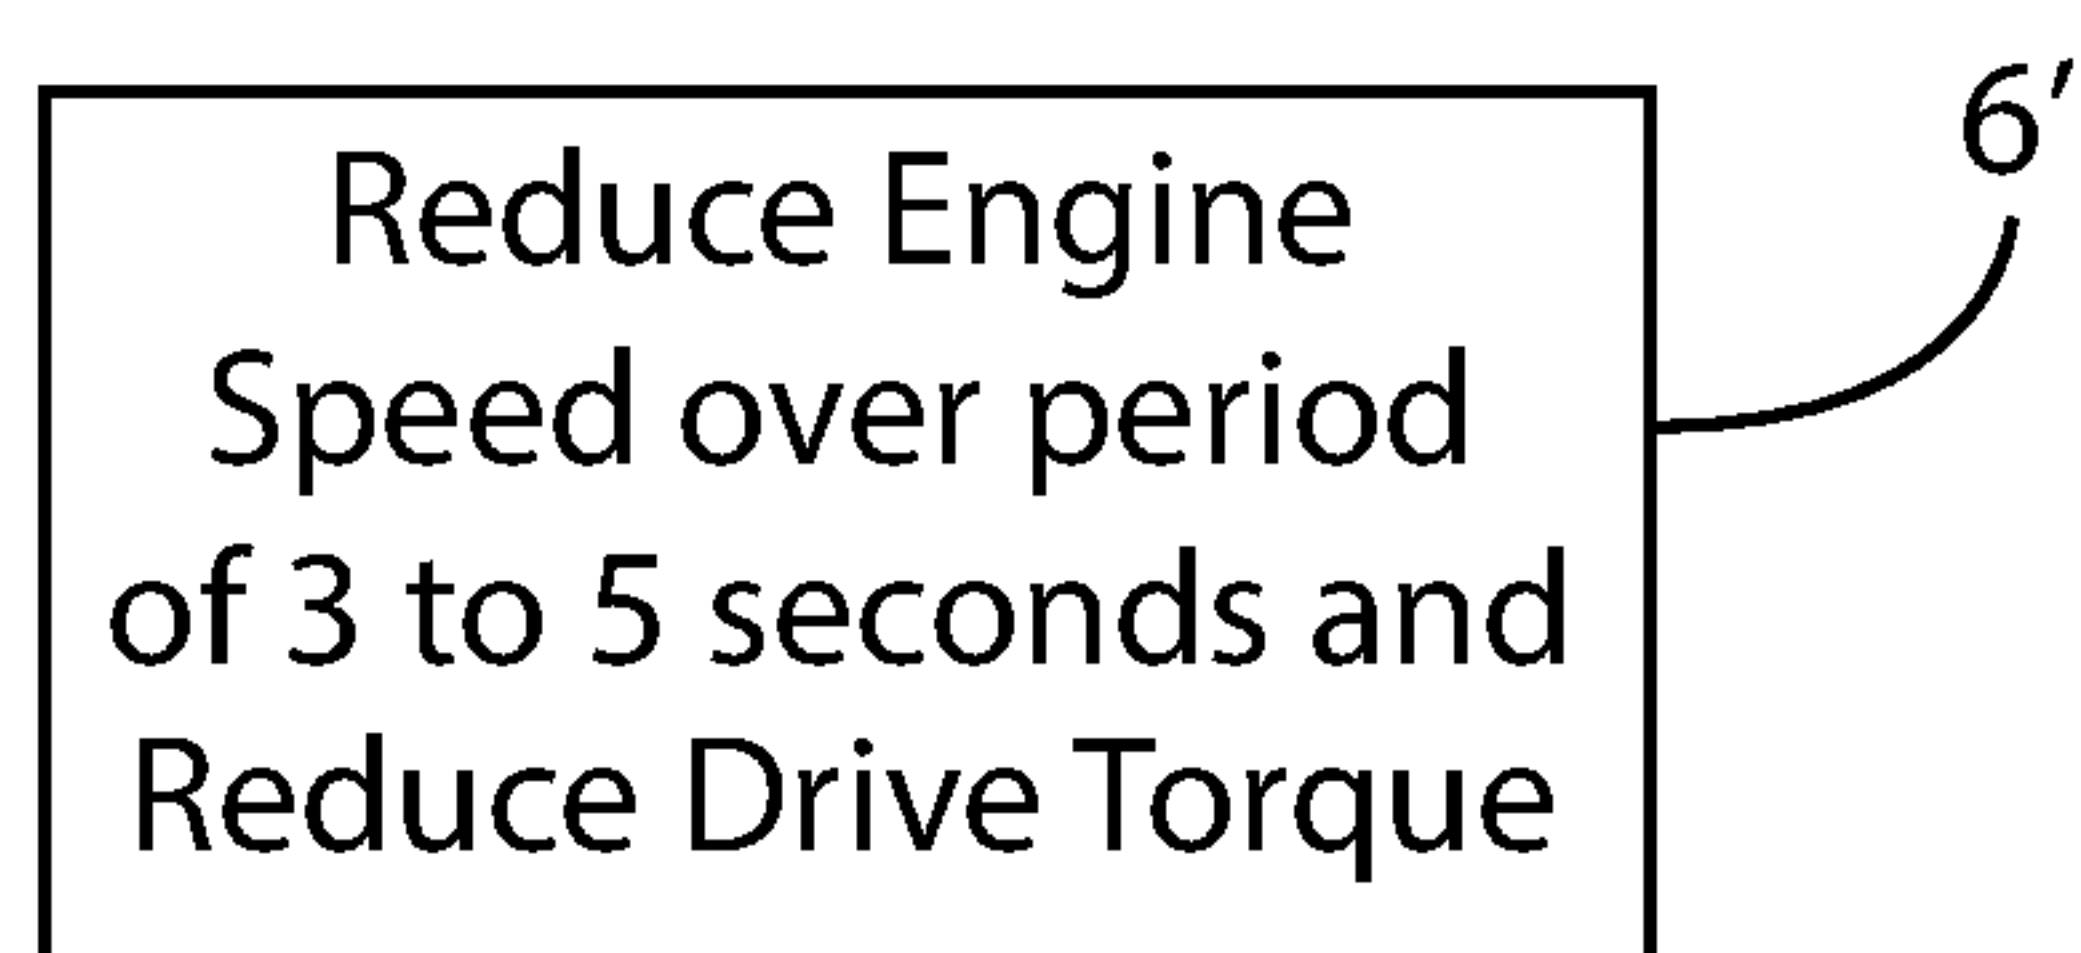 6′
Reduce Engine
Speed over period
of 3 to 5 seconds and
Reduce Drive Torque